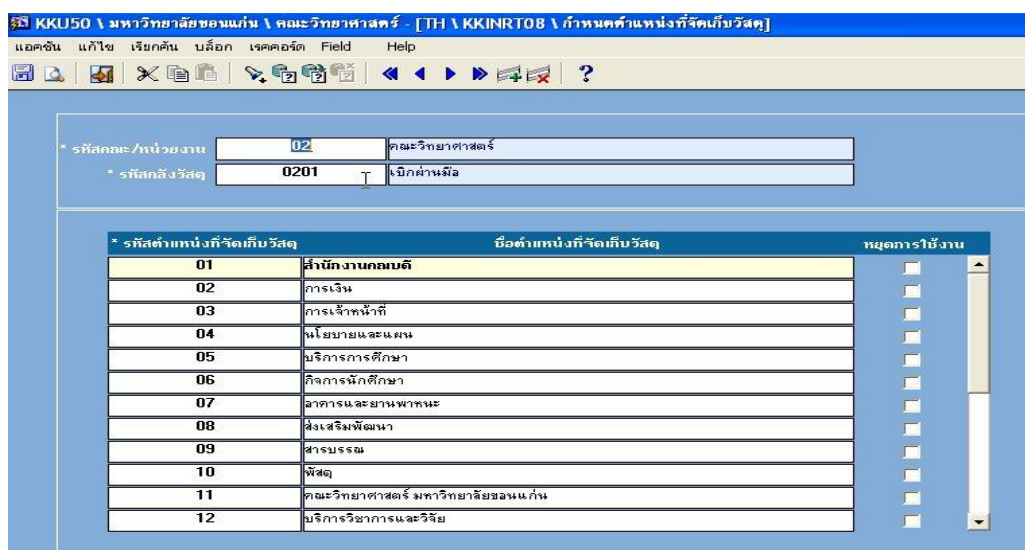 KKU50 \ มหาวิทยาลัยขอนแก่น \ คณะวิทยาศาสตร์ - [TH \ KKINRT08 \ กำหนดตำแหน่งที่จัดเก็บวัสดุ]
แอคชัน แก้ไข เรียกค้น บล็อก เรคคอร์ด Field Help
* รหัสคณะ/หน่วยงาน 02 คณะวิทยาศาสตร์
* รหัสคลังวัสดุ 0201 เบิกผ่านมือ
* รหัสตำแหน่งที่จัดเก็บวัสดุ ชื่อตำแหน่งที่จัดเก็บวัสดุ หยุดการใช้งาน
01 สำนักงานคณบดี
02 การเงิน
03 การเจ้าหน้าที่
04 นโยบายและแผน
05 บริการการศึกษา
06 กิจการนักศึกษา
07 อาคารและยานพาหนะ
08 ส่งเสริมพัฒนา
09 สารบรรณ
10 พัสดุ
11 คณะวิทยาศาสตร์ มหาวิทยาลัยขอนแก่น
12 บริการวิชาการและวิจัย